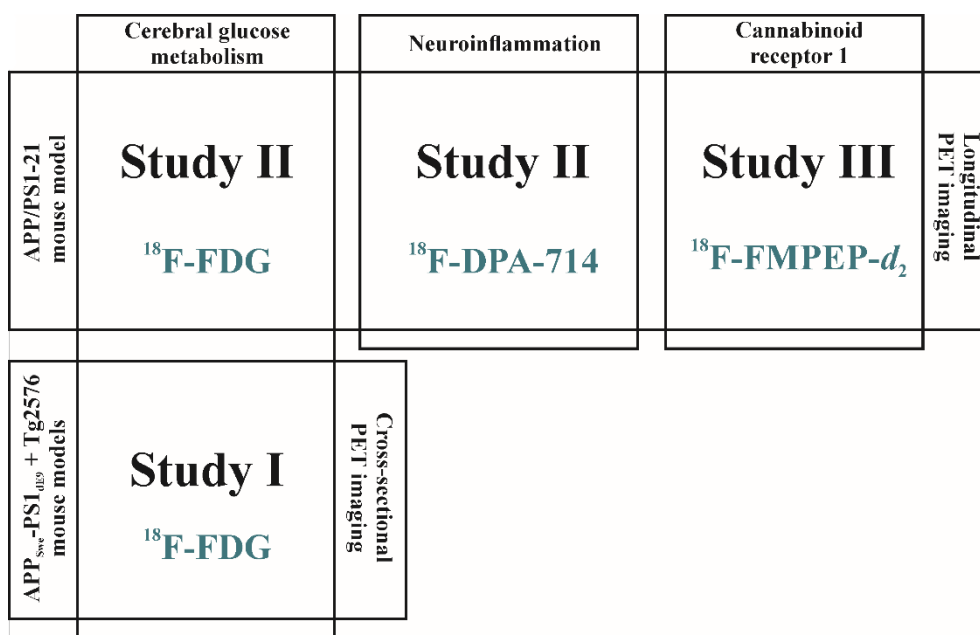 Cerebral glucose
metabolism
Neuroinflammation
Cannabinoid
receptor 1
APP/PS1-21
mouse model
Study II
¹⁸F-FDG
Study II
¹⁸F-DPA-714
Study III
¹⁸F-FMPEP-d₂
Longitudinal
PET imaging
APPSwe-PS1dE9 + Tg2576
mouse models
Study I
¹⁸F-FDG
Cross-sectional
PET imaging